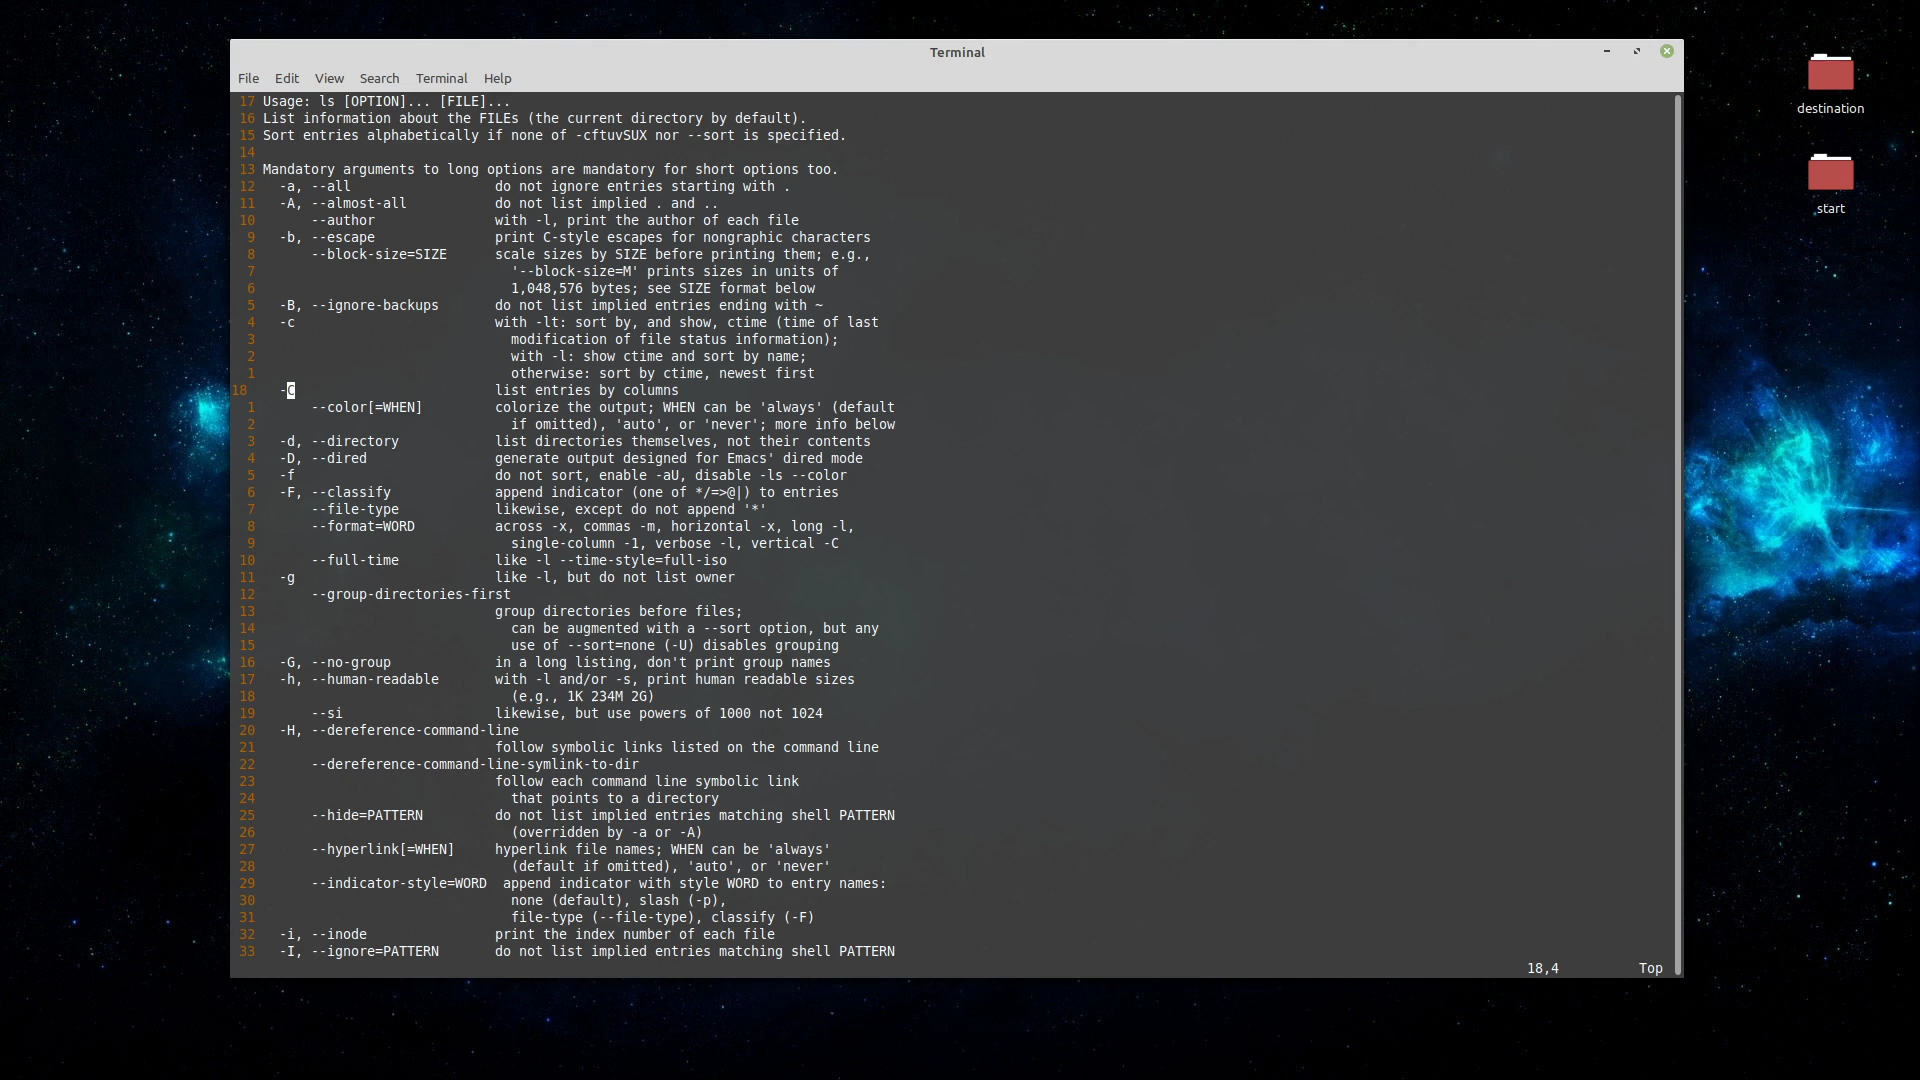 Terminal
File Edit View Search Terminal Help
17 Usage: ls [OPTION]... [FILE]...
16 List information about the FILEs (the current directory by default).
15 Sort entries alphabetically if none of -cftuvSUX nor --sort is specified.
14
13 Mandatory arguments to long options are mandatory for short options too.
12   -a, --all                  do not ignore entries starting with .
11   -A, --almost-all           do not list implied . and ..
10       --author               with -l, print the author of each file
 9   -b, --escape               print C-style escapes for nongraphic characters
 8       --block-size=SIZE      scale sizes by SIZE before printing them; e.g.,
 7                                '--block-size=M' prints sizes in units of
 6                                1,048,576 bytes; see SIZE format below
 5   -B, --ignore-backups       do not list implied entries ending with ~
 4   -c                         with -lt: sort by, and show, ctime (time of last
 3                                modification of file status information);
 2                                with -l: show ctime and sort by name;
 1                                otherwise: sort by ctime, newest first
18   -C                         list entries by columns
 1       --color[=WHEN]         colorize the output; WHEN can be 'always' (default
 2                                if omitted), 'auto', or 'never'; more info below
 3   -d, --directory            list directories themselves, not their contents
 4   -D, --dired                generate output designed for Emacs' dired mode
 5   -f                         do not sort, enable -aU, disable -ls --color
 6   -F, --classify             append indicator (one of */=>@|) to entries
 7       --file-type            likewise, except do not append '*'
 8       --format=WORD          across -x, commas -m, horizontal -x, long -l,
 9                                single-column -1, verbose -l, vertical -C
10       --full-time            like -l --time-style=full-iso
11   -g                         like -l, but do not list owner
12       --group-directories-first
13                              group directories before files;
14                                can be augmented with a --sort option, but any
15                                use of --sort=none (-U) disables grouping
16   -G, --no-group             in a long listing, don't print group names
17   -h, --human-readable       with -l and/or -s, print human readable sizes
18                                (e.g., 1K 234M 2G)
19       --si                   likewise, but use powers of 1000 not 1024
20   -H, --dereference-command-line
21                              follow symbolic links listed on the command line
22       --dereference-command-line-symlink-to-dir
23                              follow each command line symbolic link
24                                that points to a directory
25       --hide=PATTERN         do not list implied entries matching shell PATTERN
26                                (overridden by -a or -A)
27       --hyperlink[=WHEN]     hyperlink file names; WHEN can be 'always'
28                                (default if omitted), 'auto', or 'never'
29       --indicator-style=WORD  append indicator with style WORD to entry names:
30                                none (default), slash (-p),
31                                file-type (--file-type), classify (-F)
32   -i, --inode                print the index number of each file
33   -I, --ignore=PATTERN       do not list implied entries matching shell PATTERN
18,4 Top
destination
start